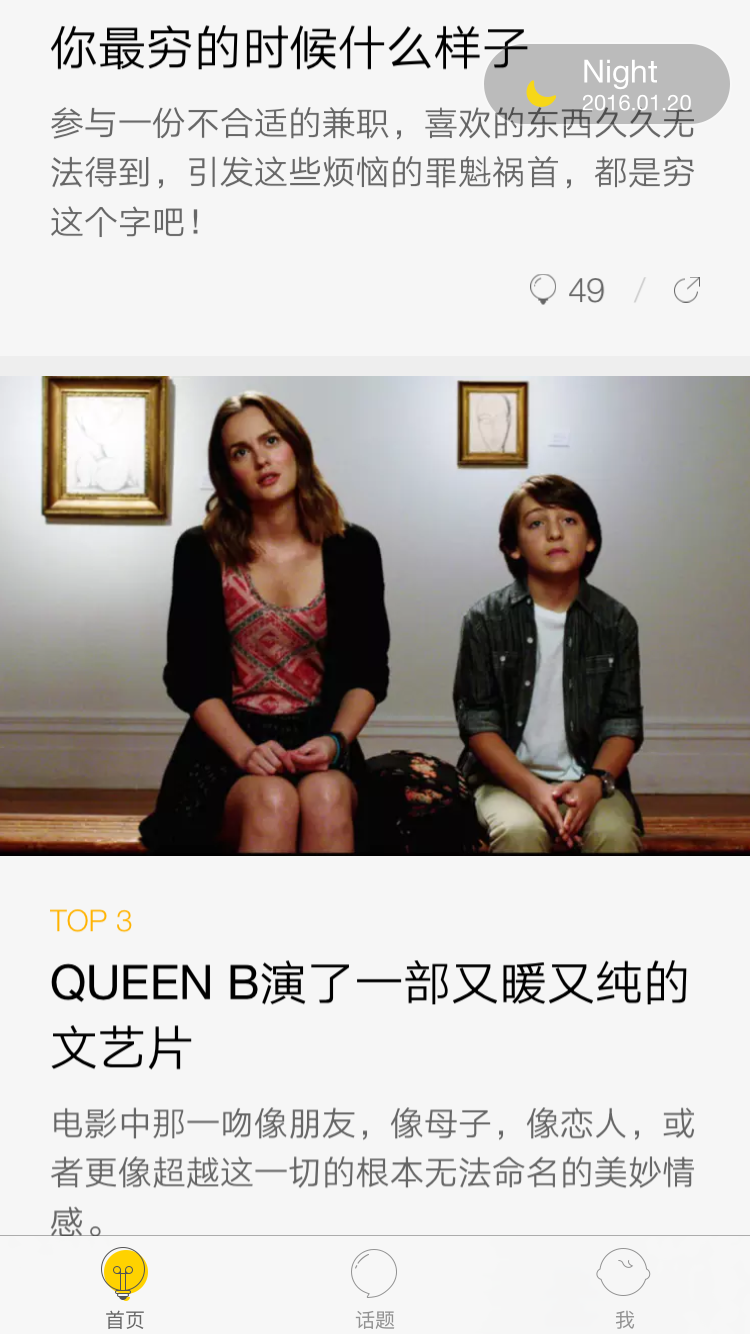 你最穷的时候什么样子
Night
2016.01.20
参与一份不合适的兼职，喜欢的东西久久无
法得到，引发这些烦恼的罪魁祸首，都是穷
这个字吧！
49
TOP 3
QUEEN B演了一部又暖又纯的
文艺片
电影中那一吻像朋友，像母子，像恋人，或
者更像超越这一切的根本无法命名的美妙情
感。
首页
话题
我